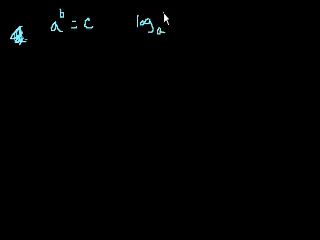 a^b = c log_a